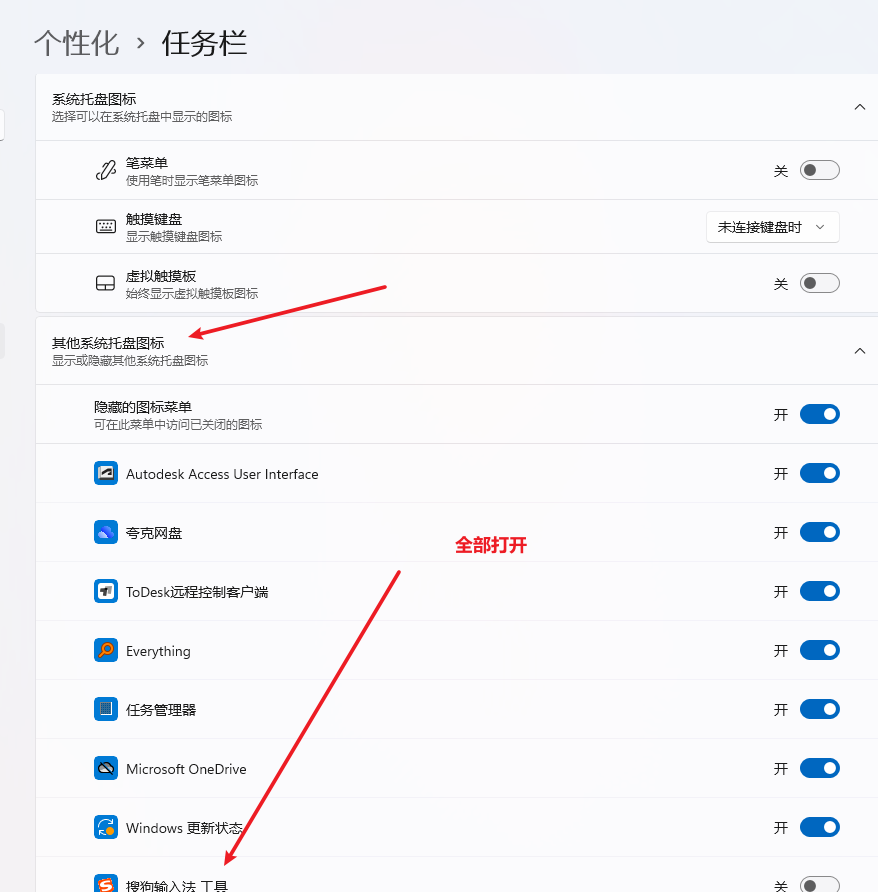 个性化 › 任务栏
系统托盘图标
选择可以在系统托盘中显示的图标
笔菜单
使用笔时显示笔菜单图标
关
触摸键盘
显示触摸键盘图标
未连接键盘时
虚拟触摸板
始终显示虚拟触摸板图标
关
其他系统托盘图标
显示或隐藏其他系统托盘图标
隐藏的图标菜单
可在此菜单中访问已关闭的图标
开
Autodesk Access User Interface
开
夸克网盘
开
全部打开
ToDesk远程控制客户端
开
Everything
开
任务管理器
开
Microsoft OneDrive
开
Windows 更新状态
开
搜狗输入法 工具
关